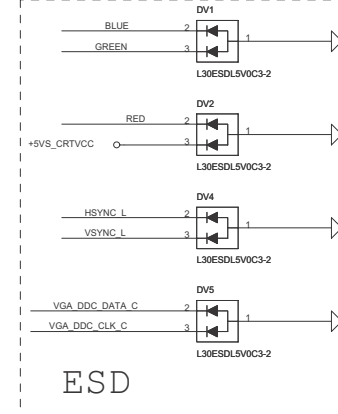 DV1
BLUE 2 1
GREEN 3
L30ESDL5V0C3-2
DV2
RED 2 1
+5VS_CRTVCC 3
L30ESDL5V0C3-2
DV4
HSYNC_L 2 1
VSYNC_L 3
L30ESDL5V0C3-2
DV5
VGA_DDC_DATA_C 2 1
VGA_DDC_CLK_C 3
L30ESDL5V0C3-2
ESD